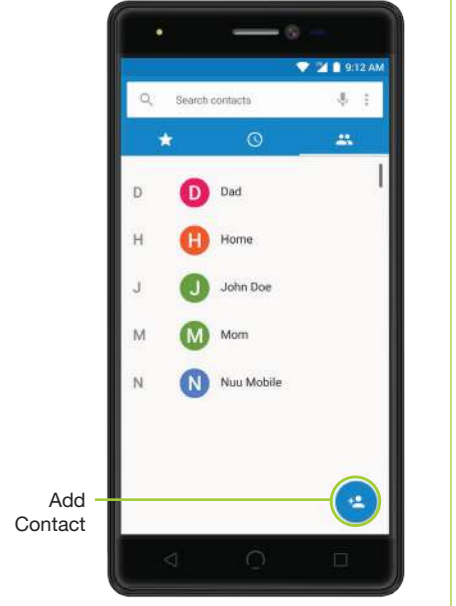 9:12 AM
Search contacts
D D Dad
H H Home
J J John Doe
M M Mom
N N Nuu Mobile
Add
Contact